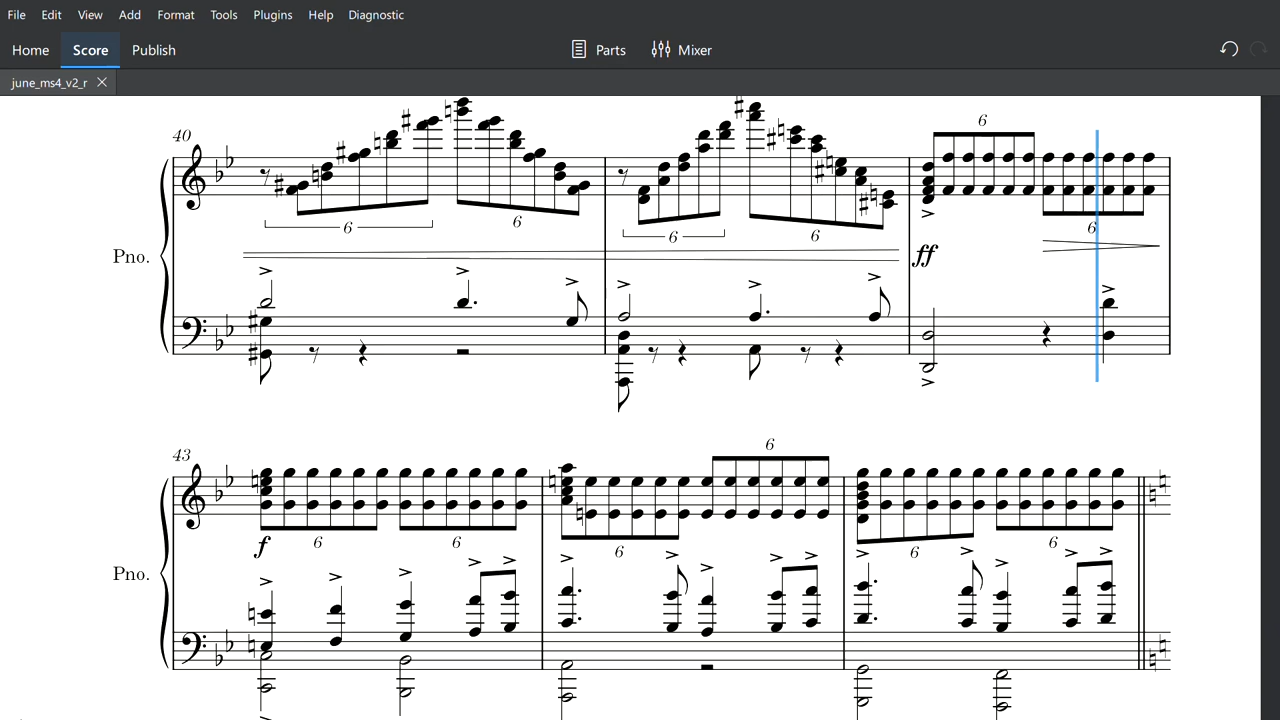 File Edit View Add Format Tools Plugins Help Diagnostic
Home Score Publish Parts Mixer
june_ms4_v2_r
40
6
6 6 6 6 6
Pno.
ff
43
6
f 6 6 6 6 6
Pno.